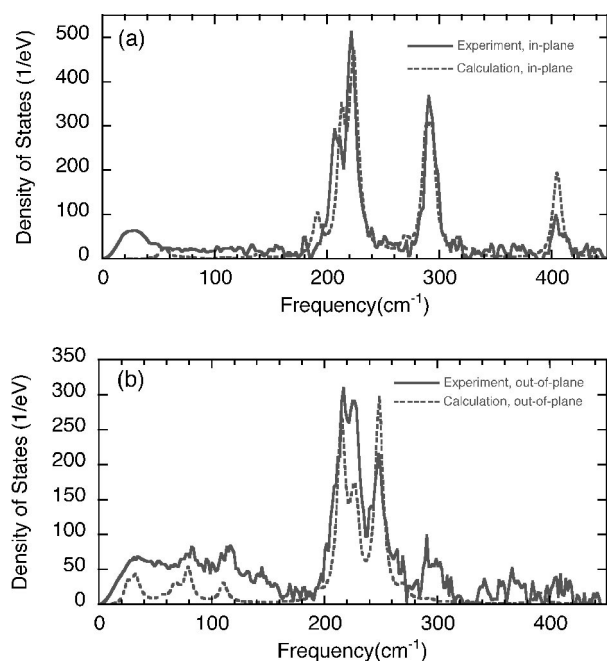 (a)
Density of States (1/eV)
500
400
300
200
100
0
Experiment, in-plane
Calculation, in-plane
0 100 200 300 400
Frequency(cm-1)
(b)
Density of States (1/eV)
350
300
250
200
150
100
50
0
Experiment, out-of-plane
Calculation, out-of-plane
0 100 200 300 400
Frequency(cm-1)